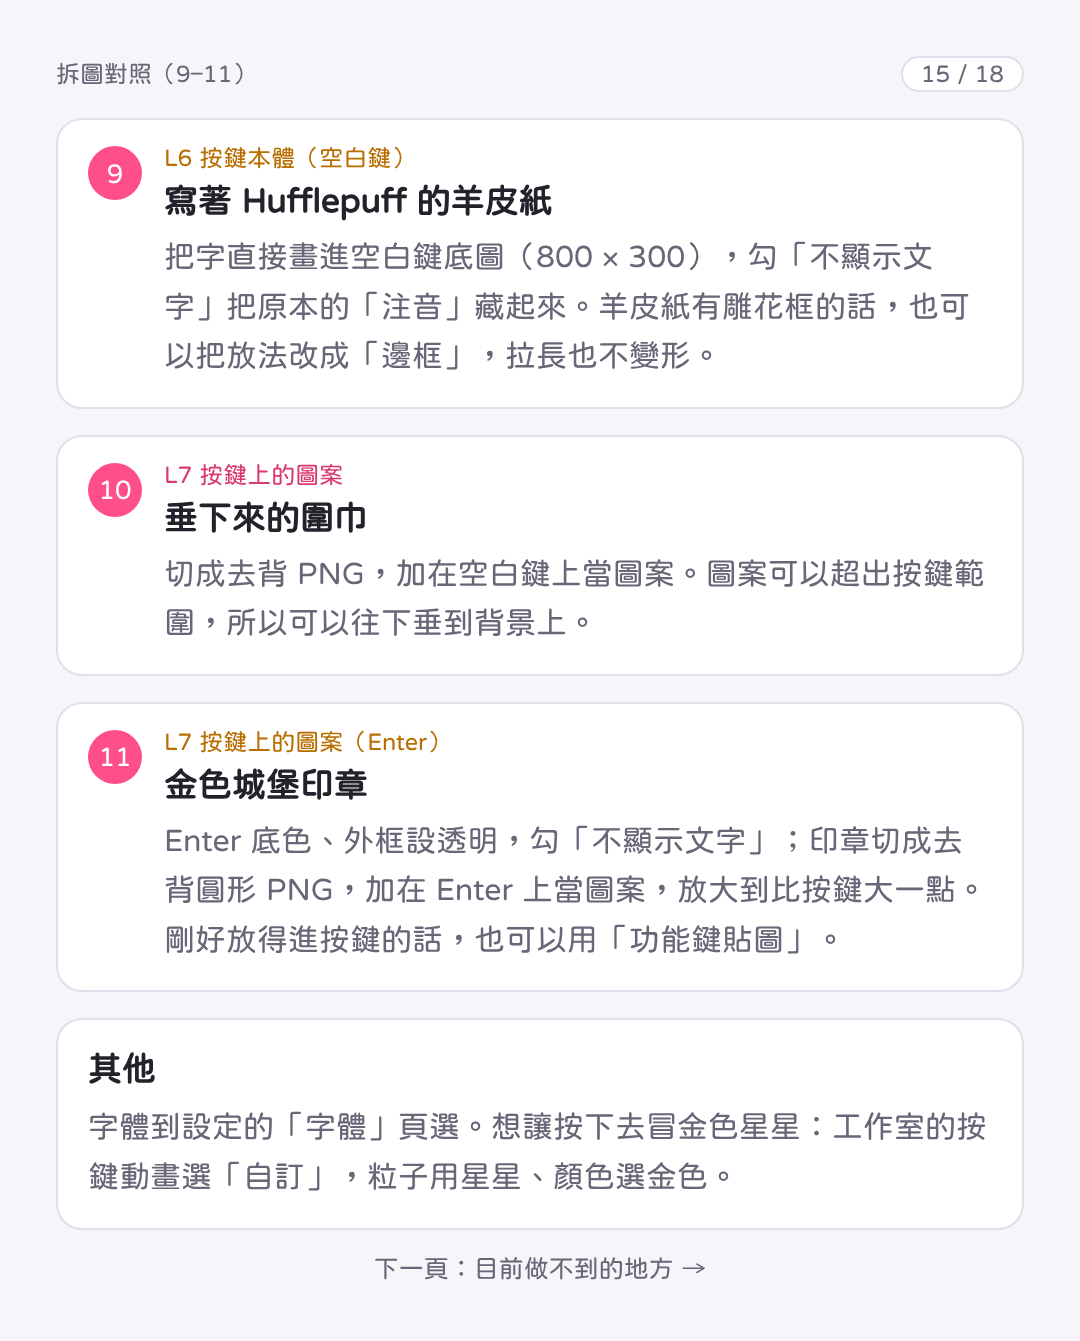 拆圖對照（9–11）
15 / 18
9
L6 按鍵本體（空白鍵）
寫著 Hufflepuff 的羊皮紙
把字直接畫進空白鍵底圖（800 × 300），勾「不顯示文
字」把原本的「注音」藏起來。羊皮紙有雕花框的話，也可
以把放法改成「邊框」，拉長也不變形。
10
L7 按鍵上的圖案
垂下來的圍巾
切成去背 PNG，加在空白鍵上當圖案。圖案可以超出按鍵範
圍，所以可以往下垂到背景上。
11
L7 按鍵上的圖案（Enter）
金色城堡印章
Enter 底色、外框設透明，勾「不顯示文字」；印章切成去
背圓形 PNG，加在 Enter 上當圖案，放大到比按鍵大一點。
剛好放得進按鍵的話，也可以用「功能鍵貼圖」。
其他
字體到設定的「字體」頁選。想讓按下去冒金色星星：工作室的按
鍵動畫選「自訂」，粒子用星星、顏色選金色。
下一頁：目前做不到的地方 →